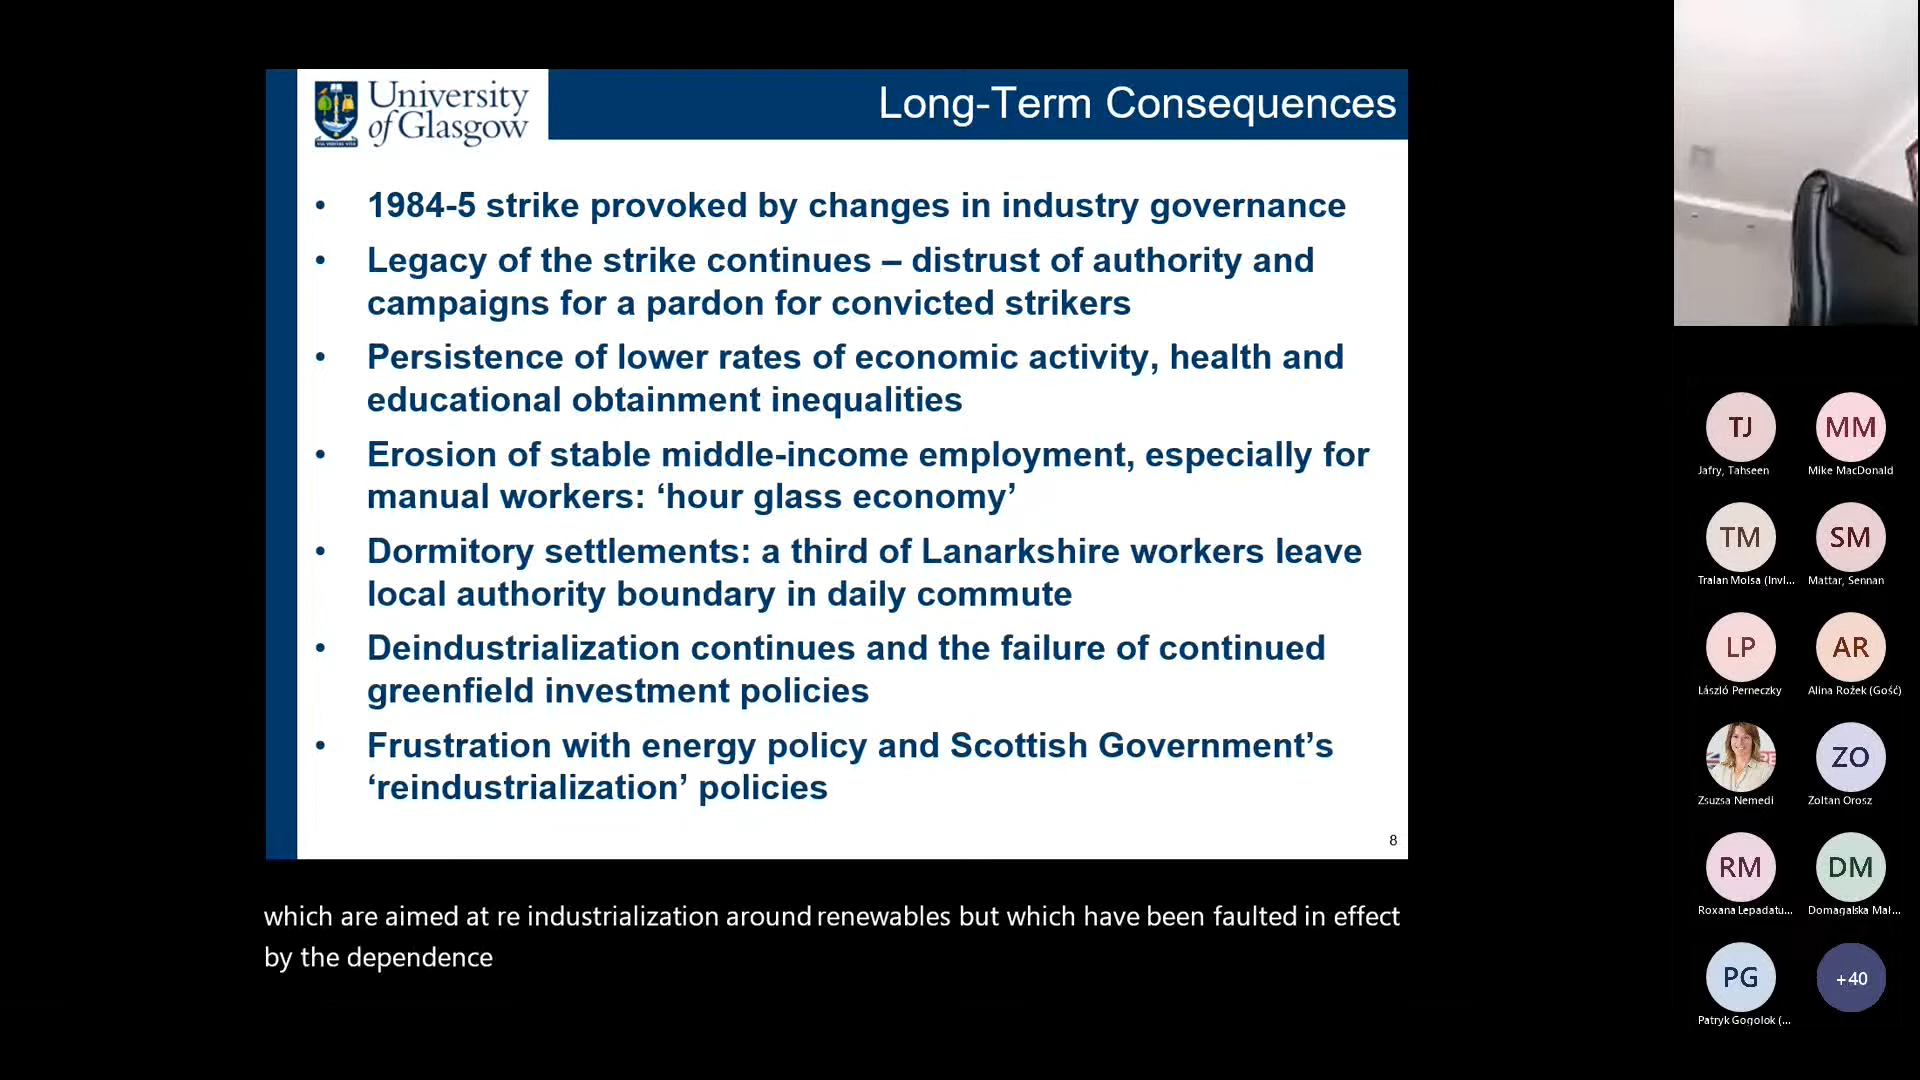 University
of Glasgow
Long-Term Consequences
• 1984-5 strike provoked by changes in industry governance
• Legacy of the strike continues – distrust of authority and
campaigns for a pardon for convicted strikers
• Persistence of lower rates of economic activity, health and
educational obtainment inequalities
• Erosion of stable middle-income employment, especially for
manual workers: ‘hour glass economy’
• Dormitory settlements: a third of Lanarkshire workers leave
local authority boundary in daily commute
• Deindustrialization continues and the failure of continued
greenfield investment policies
• Frustration with energy policy and Scottish Government’s
‘reindustrialization’ policies
8
which are aimed at re industrialization around renewables but which have been faulted in effect
by the dependence
TJ
Jafry, Tahseen
MM
Mike MacDonald
TM
Traian Moisa (Invi...
SM
Mattar, Sennan
LP
László Perneczky
AR
Alina Rożek (Gość)
Zsuzsa Nemedi
ZO
Zoltan Orosz
RM
Roxana Lepadatu...
DM
Domagalska Mał...
PG
Patryk Gogolok (...
+40